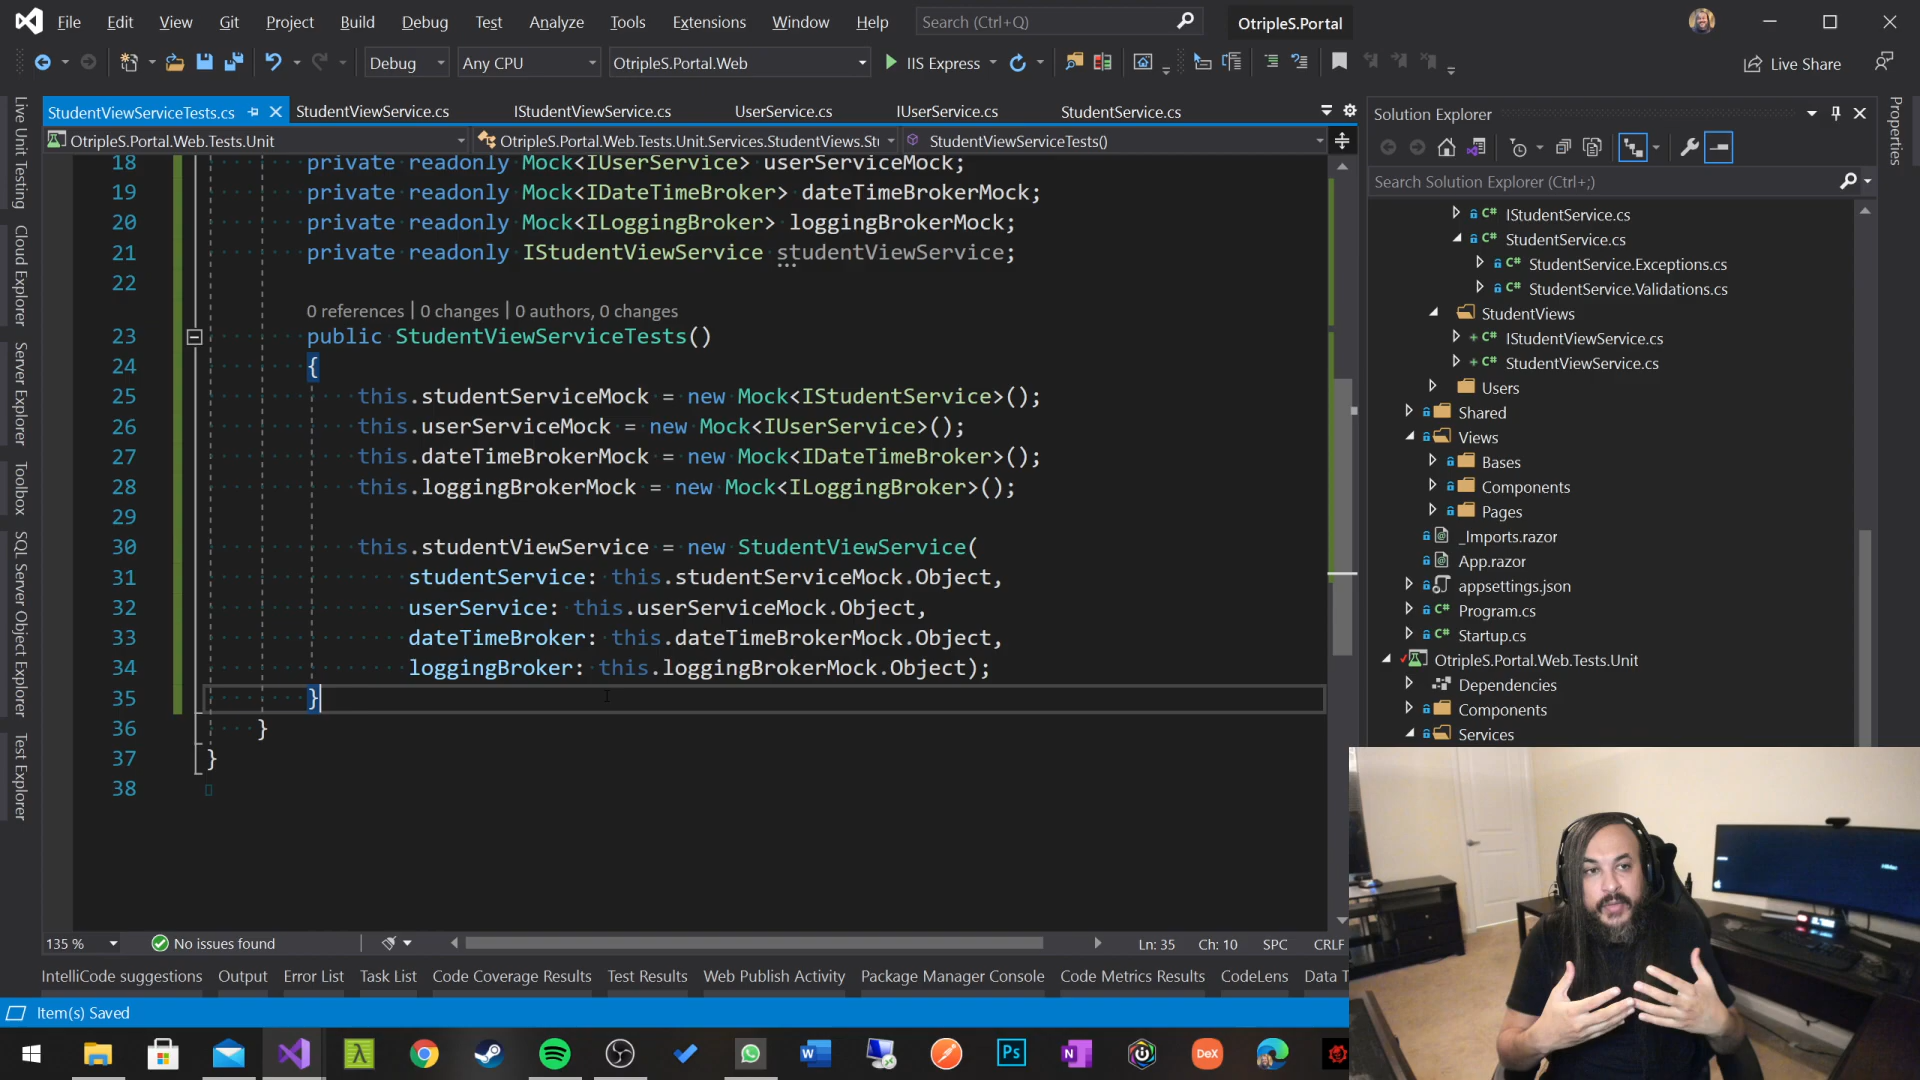 File Edit View Git Project Build Debug Test Analyze Tools Extensions Window Help Search (Ctrl+Q) OtripleS.Portal
Debug Any CPU OtripleS.Portal.Web IIS Express Live Share
StudentViewServiceTests.cs StudentViewService.cs IStudentViewService.cs UserService.cs IUserService.cs StudentService.cs
OtripleS.Portal.Web.Tests.Unit OtripleS.Portal.Web.Tests.Unit.Services.StudentViews.St StudentViewServiceTests()
Live Unit Testing
Cloud Explorer
Server Explorer
Toolbox
SQL Server Object Explorer
Test Explorer
18 private readonly Mock<IUserService> userServiceMock;
19 private readonly Mock<IDateTimeBroker> dateTimeBrokerMock;
20 private readonly Mock<ILoggingBroker> loggingBrokerMock;
21 private readonly IStudentViewService studentViewService;
22
0 references | 0 changes | 0 authors, 0 changes
23 public StudentViewServiceTests()
24 {
25 this.studentServiceMock = new Mock<IStudentService>();
26 this.userServiceMock = new Mock<IUserService>();
27 this.dateTimeBrokerMock = new Mock<IDateTimeBroker>();
28 this.loggingBrokerMock = new Mock<ILoggingBroker>();
29
30 this.studentViewService = new StudentViewService(
31 studentService: this.studentServiceMock.Object,
32 userService: this.userServiceMock.Object,
33 dateTimeBroker: this.dateTimeBrokerMock.Object,
34 loggingBroker: this.loggingBrokerMock.Object);
35 }
36 }
37 }
38
135 % No issues found Ln: 35 Ch: 10 SPC CRLF
IntelliCode suggestions Output Error List Task List Code Coverage Results Test Results Web Publish Activity Package Manager Console Code Metrics Results CodeLens Data T
Item(s) Saved
Solution Explorer
Search Solution Explorer (Ctrl+;)
C# IStudentService.cs
C# StudentService.cs
C# StudentService.Exceptions.cs
C# StudentService.Validations.cs
StudentViews
C# IStudentViewService.cs
C# StudentViewService.cs
Users
Shared
Views
Bases
Components
Pages
_Imports.razor
App.razor
appsettings.json
C# Program.cs
C# Startup.cs
OtripleS.Portal.Web.Tests.Unit
Dependencies
Components
Services
Properties
λ W Ps N DeX